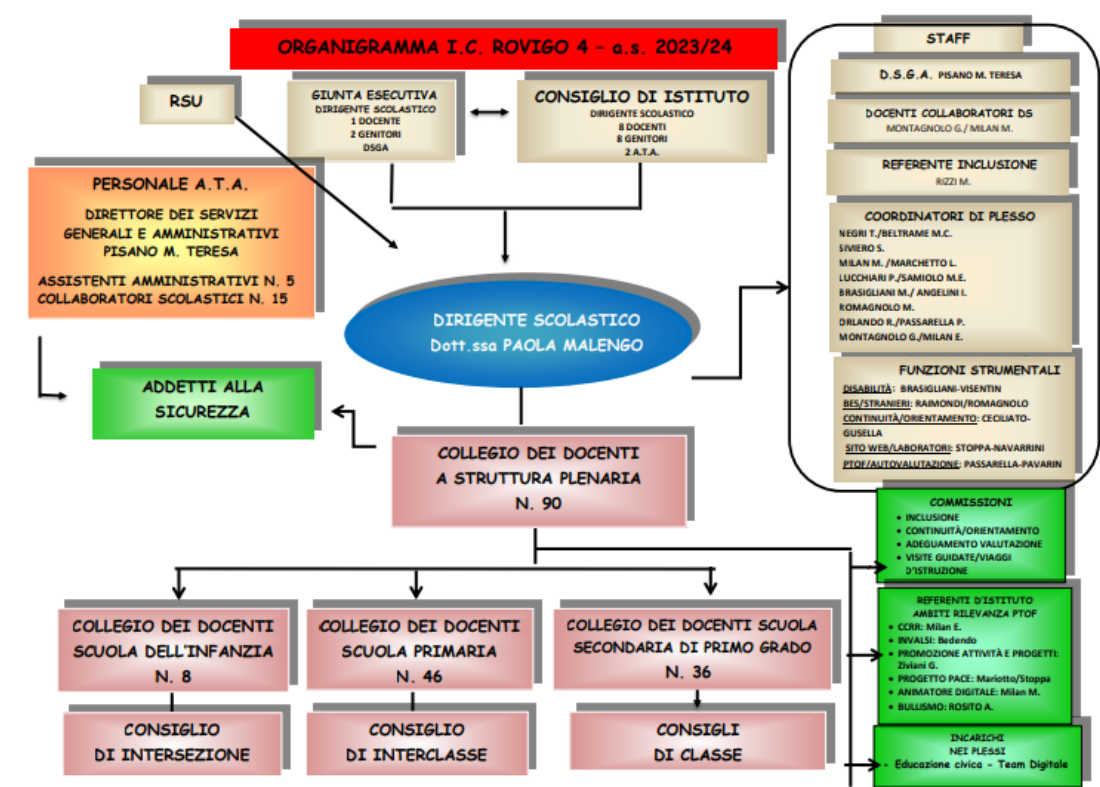 ORGANIGRAMMA I.C. ROVIGO 4 – a.s. 2023/24
RSU
GIUNTA ESECUTIVA
DIRIGENTE SCOLASTICO
1 DOCENTE
2 GENITORI
DSGA
CONSIGLIO DI ISTITUTO
DIRIGENTE SCOLASTICO
8 DOCENTI
8 GENITORI
2 A.T.A.
PERSONALE A.T.A.
DIRETTORE DEI SERVIZI
GENERALI E AMMINISTRATIVI
PISANO M. TERESA
ASSISTENTI AMMINISTRATIVI N. 5
COLLABORATORI SCOLASTICI N. 15
DIRIGENTE SCOLASTICO
Dott.ssa PAOLA MALENGO
ADDETTI ALLA
SICUREZZA
COLLEGIO DEI DOCENTI
A STRUTTURA PLENARIA
N. 90
COLLEGIO DEI DOCENTI
SCUOLA DELL'INFANZIA
N. 8
COLLEGIO DEI DOCENTI
SCUOLA PRIMARIA
N. 46
COLLEGIO DEI DOCENTI SCUOLA
SECONDARIA DI PRIMO GRADO
N. 36
CONSIGLIO
DI INTERSEZIONE
CONSIGLIO
DI INTERCLASSE
CONSIGLI
DI CLASSE
STAFF
D.S.G.A. PISANO M. TERESA
DOCENTI COLLABORATORI DS
MONTAGNOLO G./ MILAN M.
REFERENTE INCLUSIONE
RIZZI M.
COORDINATORI DI PLESSO
NEGRI T./BELTRAME M.C.
SIVIERO S.
MILAN M. /MARCHETTO L.
LUCCHIARI P./SAMIOLO M.E.
BRASIGLIANI M./ ANGELINI I.
ROMAGNOLO M.
ORLANDO R./PASSARELLA P.
MONTAGNOLO G./MILAN E.
FUNZIONI STRUMENTALI
DISABILITÀ: BRASIGLIANI-VISENTIN
BES/STRANIERI: RAIMONDI/ROMAGNOLO
CONTINUITÀ/ORIENTAMENTO: CECILIATO-
GUSELLA
SITO WEB/LABORATORI: STOPPA-NAVARRINI
PTOF/AUTOVALUTAZIONE: PASSARELLA-PAVARIN
COMMISSIONI
• INCLUSIONE
• CONTINUITÀ/ORIENTAMENTO
• ADEGUAMENTO VALUTAZIONE
• VISITE GUIDATE/VIAGGI
D'ISTRUZIONE
REFERENTI D'ISTITUTO
AMBITI RILEVANZA PTOF
• CCRR: Milan E.
• INVALSI: Bedendo
• PROMOZIONE ATTIVITÀ E PROGETTI:
Ziviani G.
• PROGETTO PACE: Mariotto/Stoppa
• ANIMATORE DIGITALE: Milan M.
• BULLISMO: ROSITO A.
INCARICHI
NEI PLESSI
- Educazione civica - Team Digitale